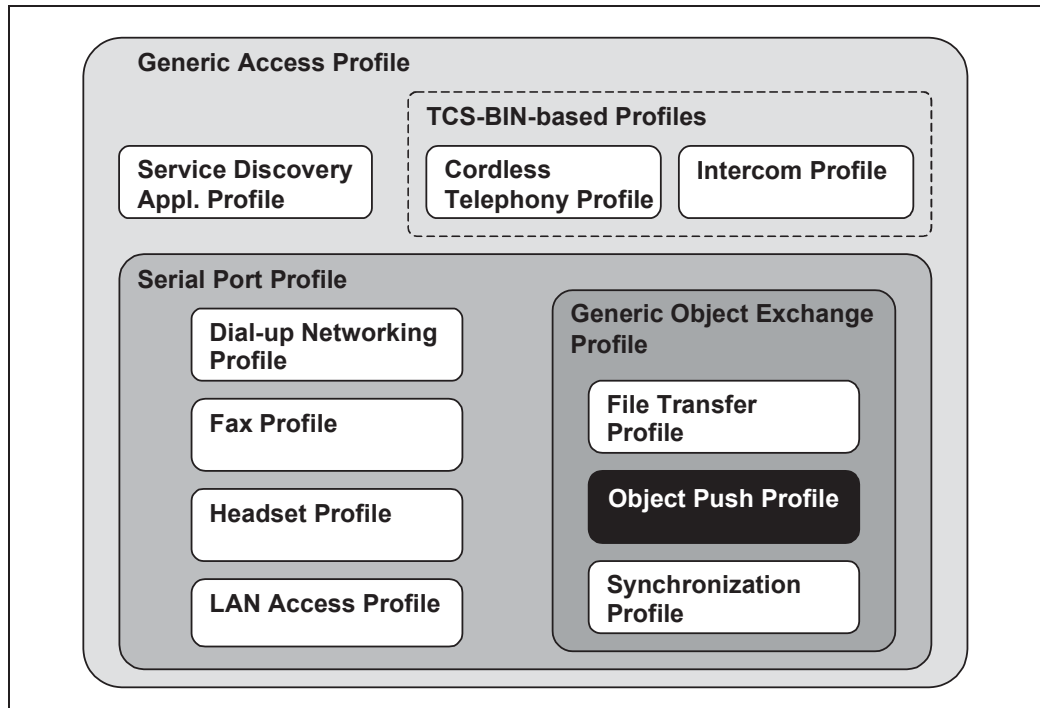 Generic Access Profile
TCS-BIN-based Profiles
Service Discovery
Appl. Profile
Cordless
Telephony Profile
Intercom Profile
Serial Port Profile
Dial-up Networking
Profile
Fax Profile
Headset Profile
LAN Access Profile
Generic Object Exchange
Profile
File Transfer
Profile
Object Push Profile
Synchronization
Profile